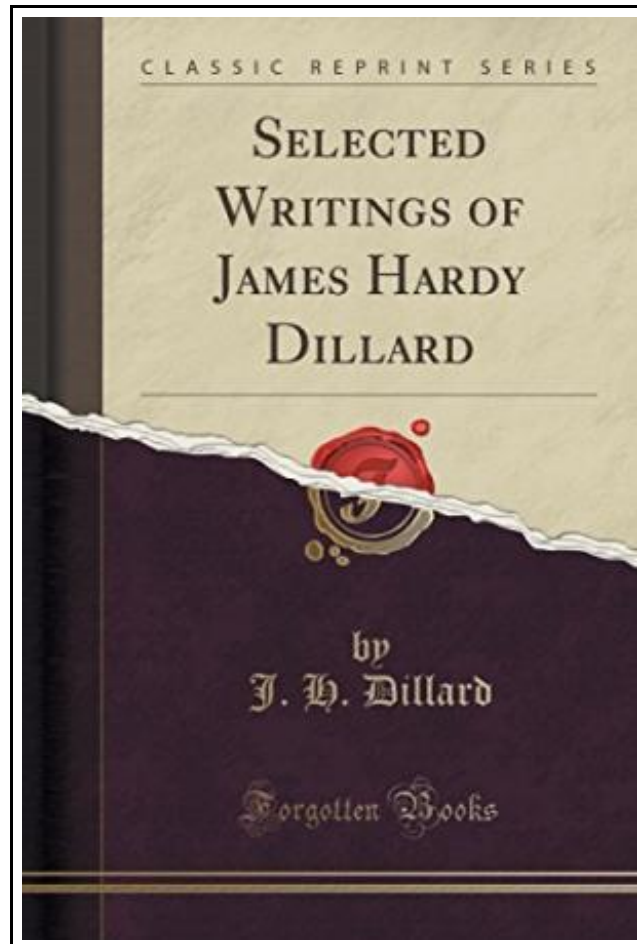 CLASSIC REPRINT SERIES
SELECTED
WRITINGS OF
JAMES HARDY
DILLARD
by
J. H. Dillard
Forgotten Books